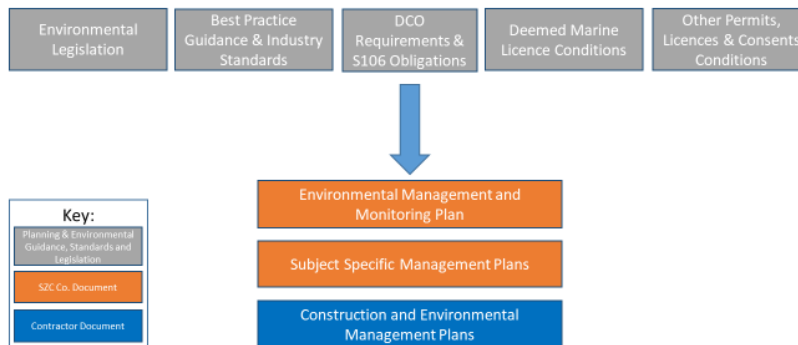 Environmental
Legislation
Best Practice
Guidance & Industry
Standards
DCO
Requirements &
S106 Obligations
Deemed Marine
Licence Conditions
Other Permits,
Licences & Consents
Conditions
Environmental Management and
Monitoring Plan
Subject Specific Management Plans
Construction and Environmental
Management Plans
Key:
Planning & Environmental
Guidance, Standards and
Legislation
SZC Co. Document
Contractor Document